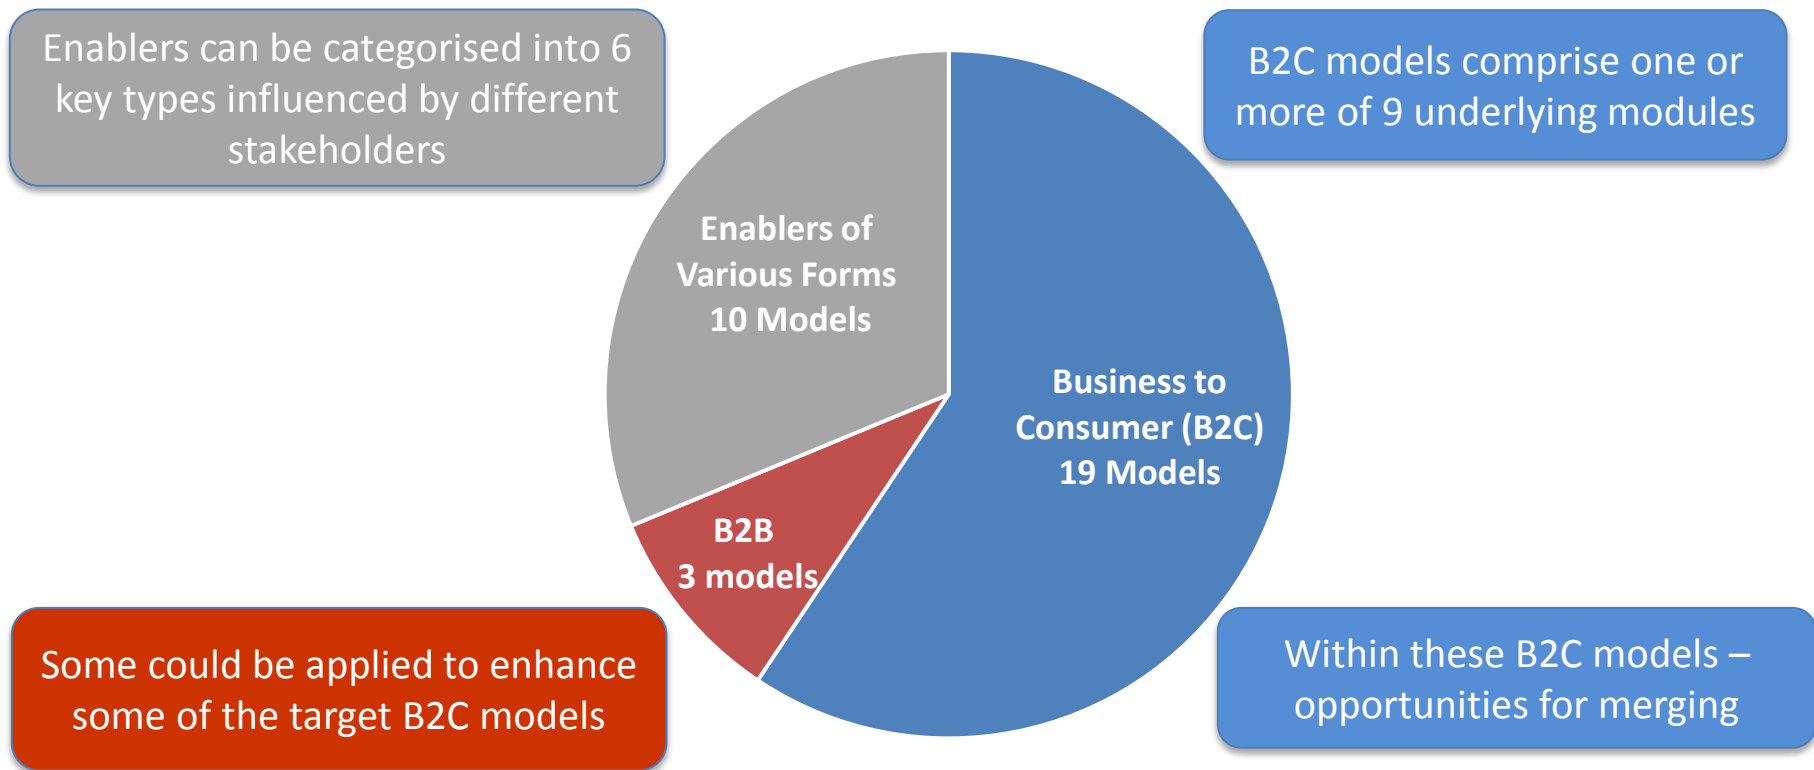 Enablers can be categorised into 6
key types influenced by different
stakeholders
B2C models comprise one or
more of 9 underlying modules
Enablers of
Various Forms
10 Models
Business to
Consumer (B2C)
19 Models
B2B
3 models
Some could be applied to enhance
some of the target B2C models
Within these B2C models –
opportunities for merging